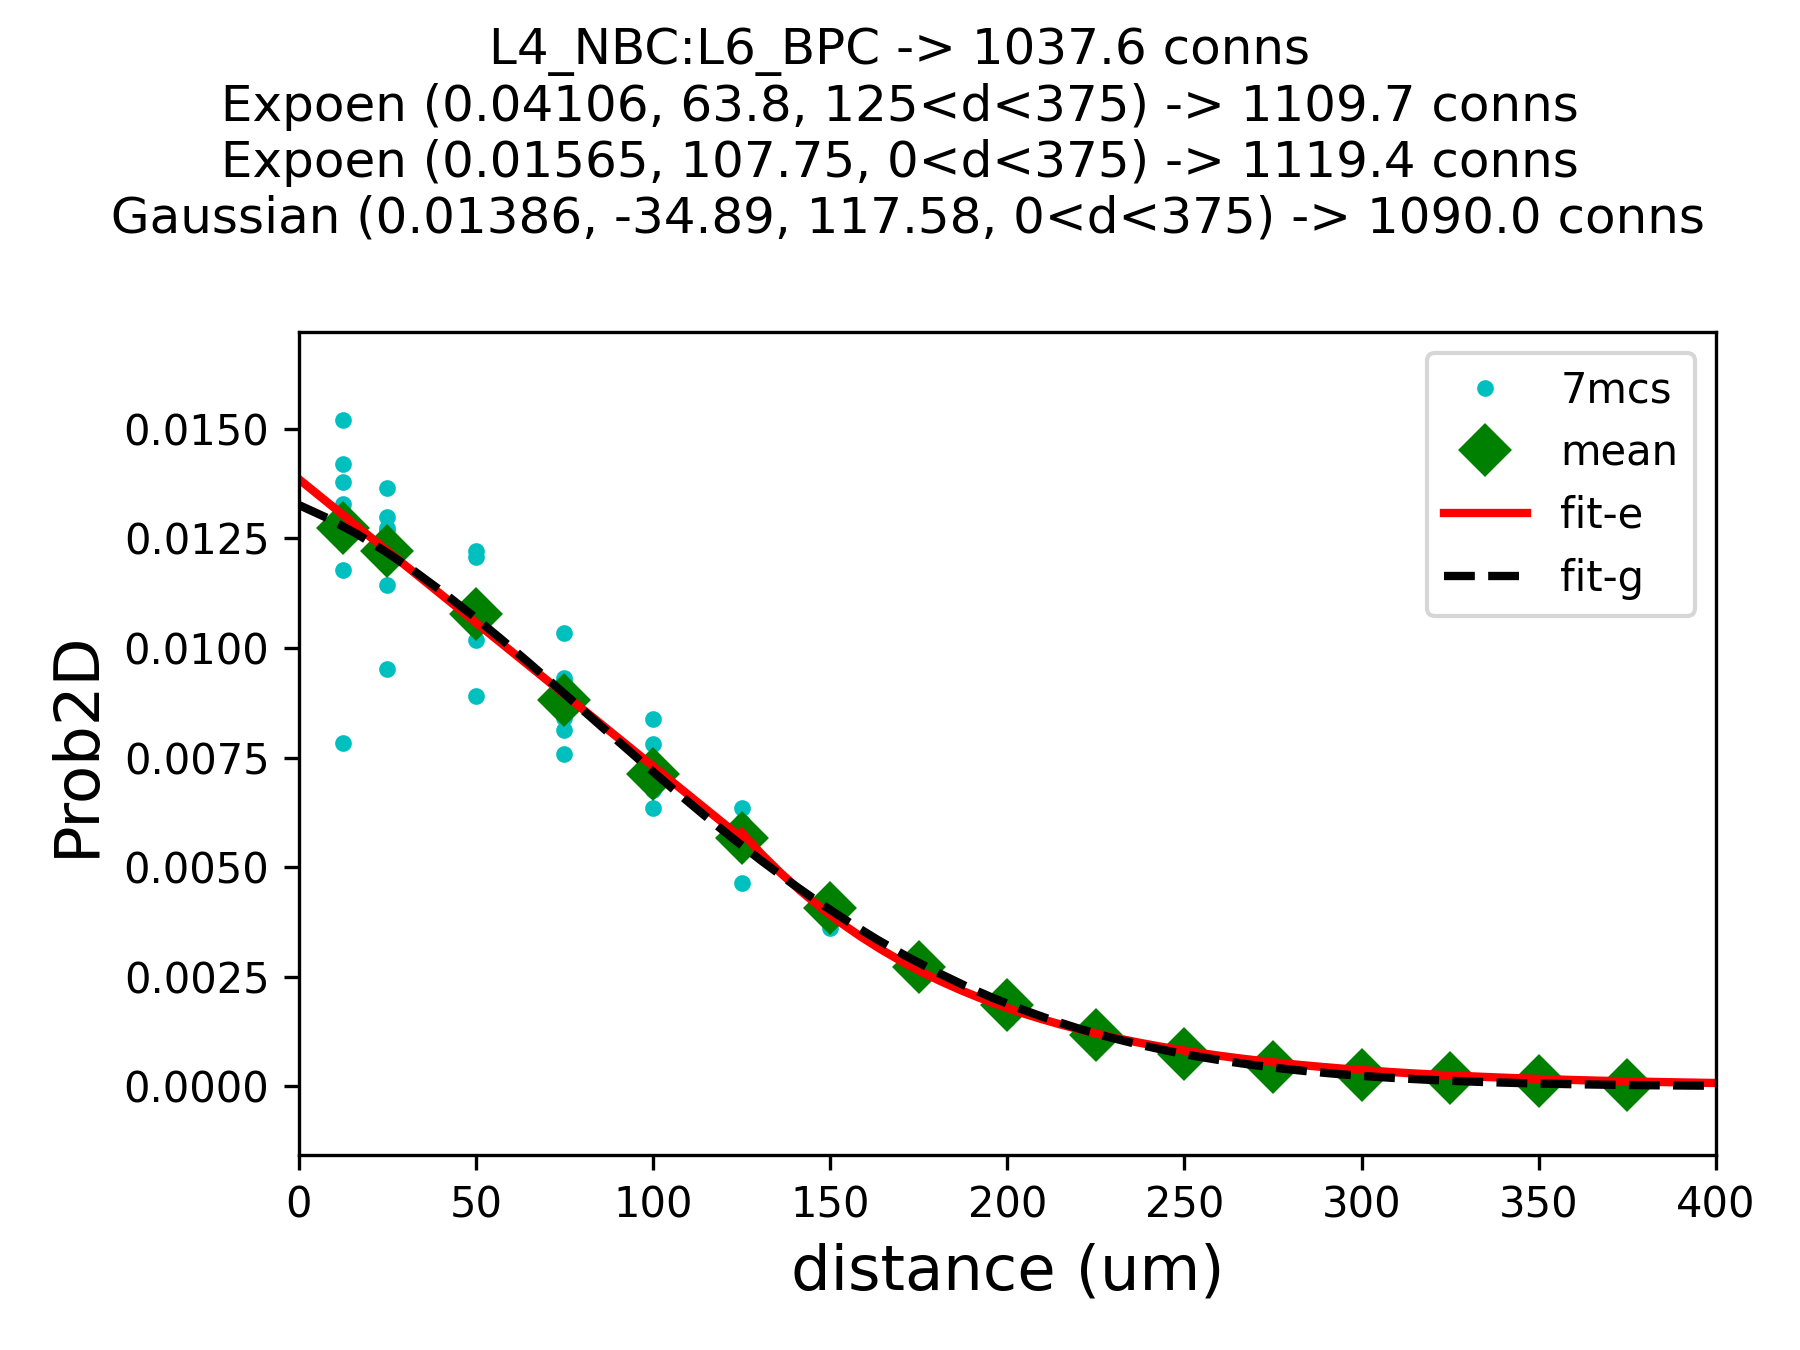 L4_NBC:L6_BPC -> 1037.6 conns
Expoen (0.04106, 63.8, 125<d<375) -> 1109.7 conns
Expoen (0.01565, 107.75, 0<d<375) -> 1119.4 conns
Gaussian (0.01386, -34.89, 117.58, 0<d<375) -> 1090.0 conns
7mcs
mean
fit-e
fit-g
Prob2D
0.0150
0.0125
0.0100
0.0075
0.0050
0.0025
0.0000
0 50 100 150 200 250 300 350 400
distance (um)